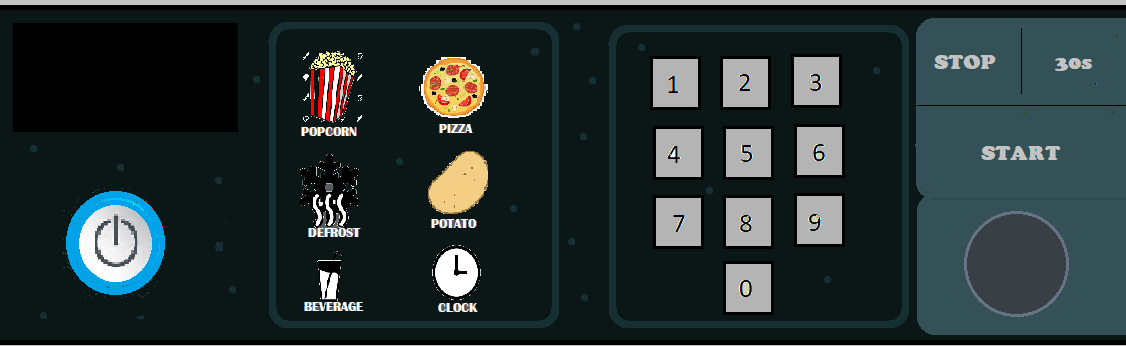 POPCORN
PIZZA
DEFROST
POTATO
BEVERAGE
CLOCK
1 2 3
4 5 6
7 8 9
0
STOP 30s
START